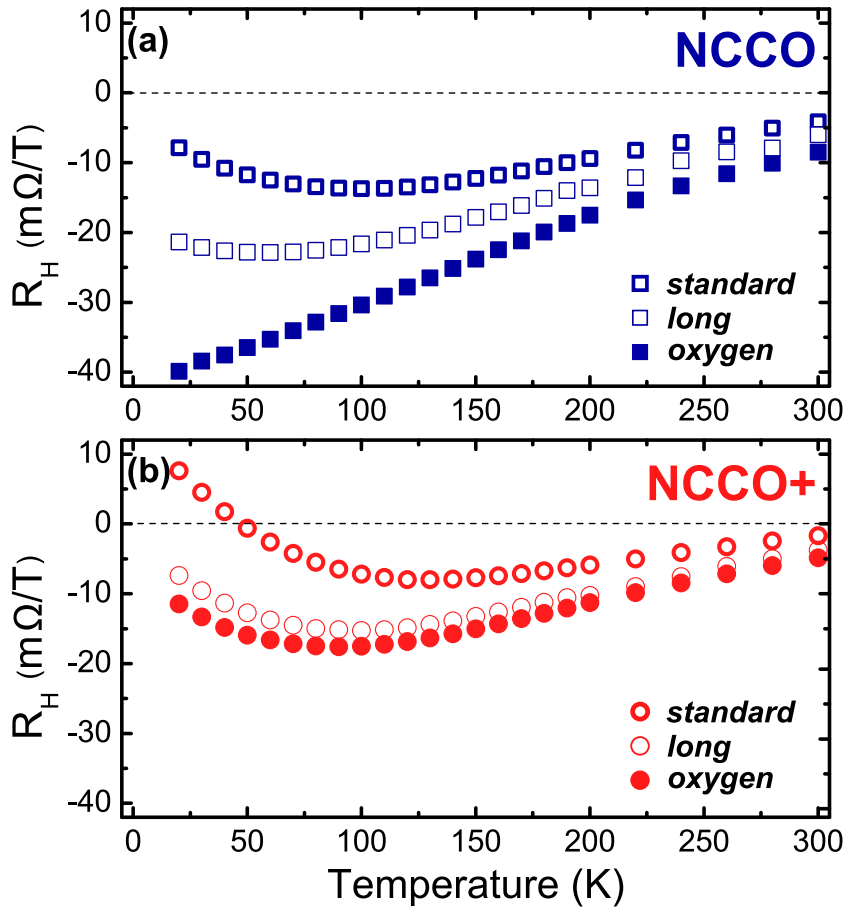 (a)
NCCO
10
0
-10
-20
-30
-40
R_H (mΩ/T)
standard
long
oxygen
0 50 100 150 200 250 300
(b)
NCCO+
10
0
-10
-20
-30
-40
R_H (mΩ/T)
standard
long
oxygen
0 50 100 150 200 250 300
Temperature (K)